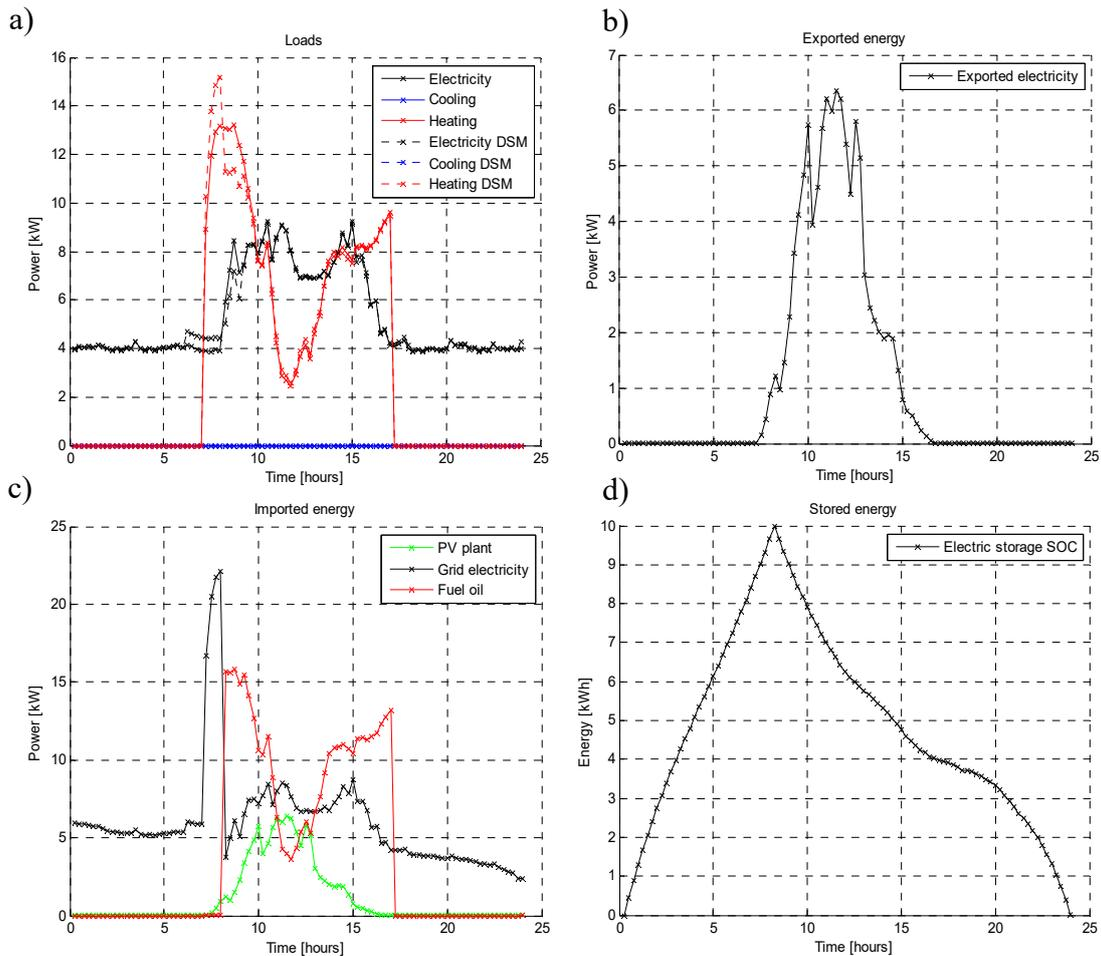 a)
Loads
16
14
12
10
8
6
4
2
0
Power [kW]
Electricity
Cooling
Heating
Electricity DSM
Cooling DSM
Heating DSM
0 5 10 15 20 25
Time [hours]
b)
Exported energy
7
6
5
4
3
2
1
0
Power [kW]
Exported electricity
0 5 10 15 20 25
Time [hours]
c)
Imported energy
25
20
15
10
5
0
Power [kW]
PV plant
Grid electricity
Fuel oil
0 5 10 15 20 25
Time [hours]
d)
Stored energy
10
9
8
7
6
5
4
3
2
1
0
Energy [kWh]
Electric storage SOC
0 5 10 15 20 25
Time [hours]